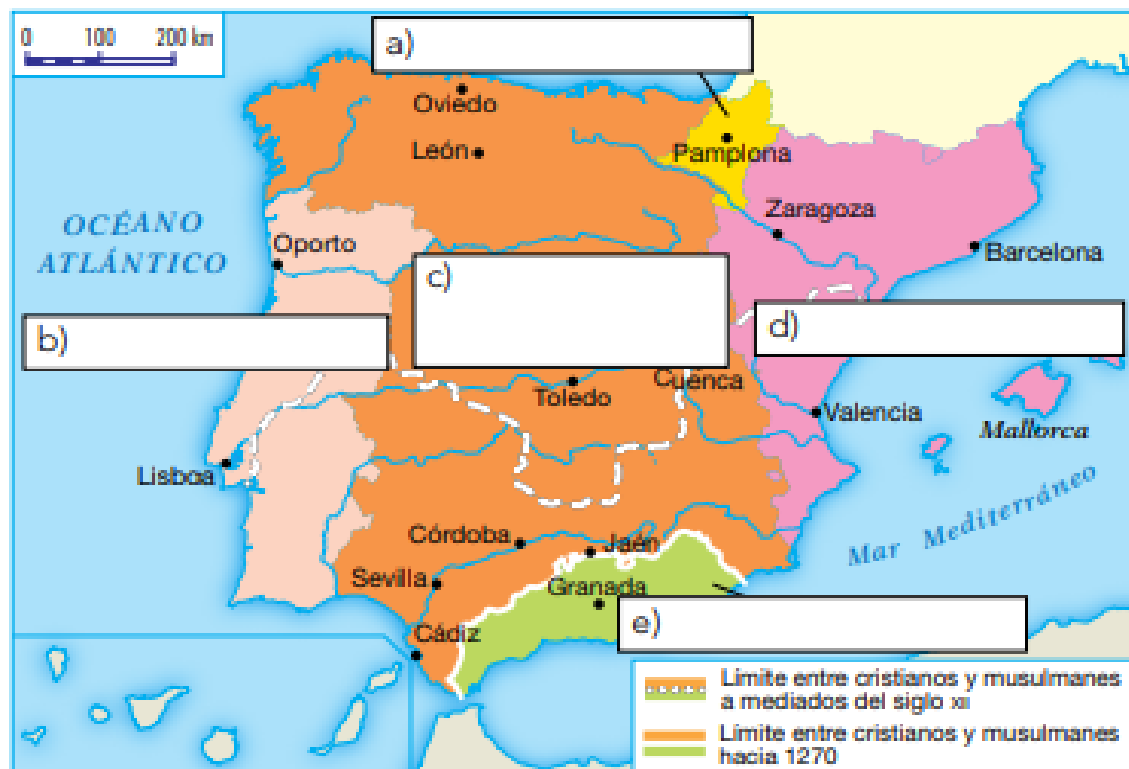 0 100 200 km
a)
Oviedo
León
Pamplona
Zaragoza
OCÉANO
ATLÁNTICO
Oporto
Barcelona
c)
b)
d)
Cuenca
Toledo
Valencia
Mallorca
Lisboa
Mar Mediterráneo
Córdoba
Jaén
Sevilla
Granada
e)
Cádiz
Límite entre cristianos y musulmanes
a mediados del siglo XII
Límite entre cristianos y musulmanes
hacia 1270